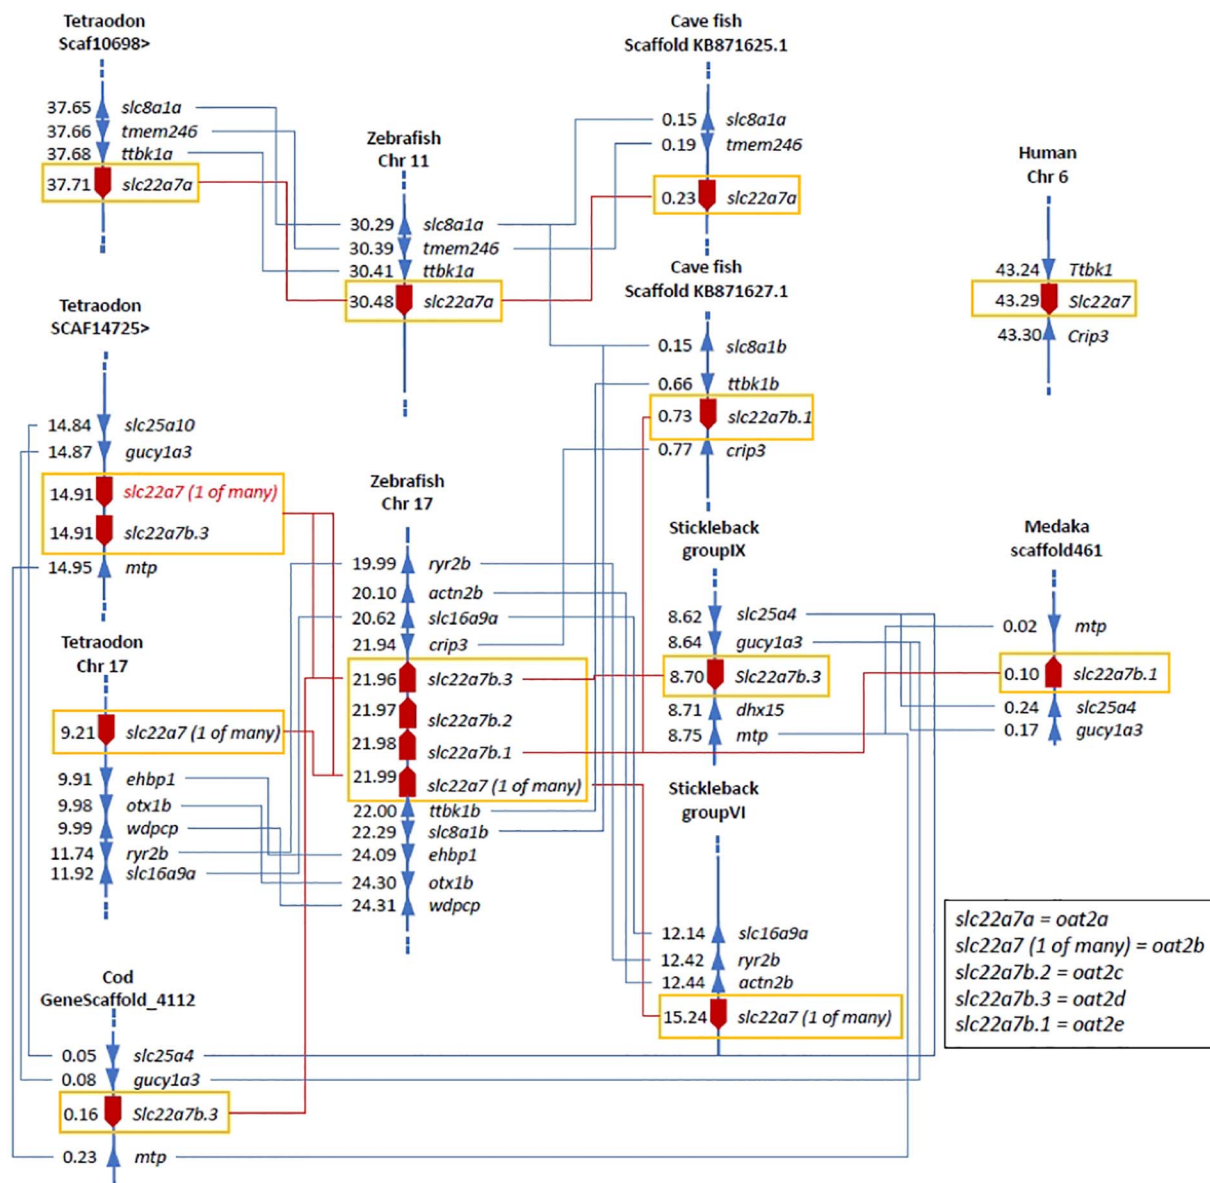 Tetraodon
Scaf10698>
37.65 slc8a1a
37.66 tmem246
37.68 ttbk1a
37.71 slc22a7a
Zebrafish
Chr 11
30.29 slc8a1a
30.39 tmem246
30.41 ttbk1a
30.48 slc22a7a
Cave fish
Scaffold KB871625.1
0.15 slc8a1a
0.19 tmem246
0.23 slc22a7a
Human
Chr 6
43.24 Ttbk1
43.29 Slc22a7
43.30 Crip3
Tetraodon
SCAF14725>
14.84 slc25a10
14.87 gucy1a3
14.91 slc22a7 (1 of many)
14.91 slc22a7b.3
14.95 mtp
Cave fish
Scaffold KB871627.1
0.15 slc8a1b
0.66 ttbk1b
0.73 slc22a7b.1
0.77 crip3
Zebrafish
Chr 17
19.99 ryr2b
20.10 actn2b
20.62 slc16a9a
21.94 crip3
21.96 slc22a7b.3
21.97 slc22a7b.2
21.98 slc22a7b.1
21.99 slc22a7 (1 of many)
22.00 ttbk1b
22.29 slc8a1b
24.09 ehbp1
24.30 otx1b
24.31 wdpcp
Stickleback
groupIX
8.62 slc25a4
8.64 gucy1a3
8.70 Slc22a7b.3
8.71 dhx15
8.75 mtp
Medaka
scaffold461
0.02 mtp
0.10 slc22a7b.1
0.24 slc25a4
0.17 gucy1a3
Tetraodon
Chr 17
9.21 slc22a7 (1 of many)
9.91 ehbp1
9.98 otx1b
9.99 wdpcp
11.74 ryr2b
11.92 slc16a9a
Stickleback
groupVI
12.14 slc16a9a
12.42 ryr2b
12.44 actn2b
15.24 slc22a7 (1 of many)
Cod
GeneScaffold_4112
0.05 slc25a4
0.08 gucy1a3
0.16 Slc22a7b.3
0.23 mtp
slc22a7a = oat2a
slc22a7 (1 of many) = oat2b
slc22a7b.2 = oat2c
slc22a7b.3 = oat2d
slc22a7b.1 = oat2e